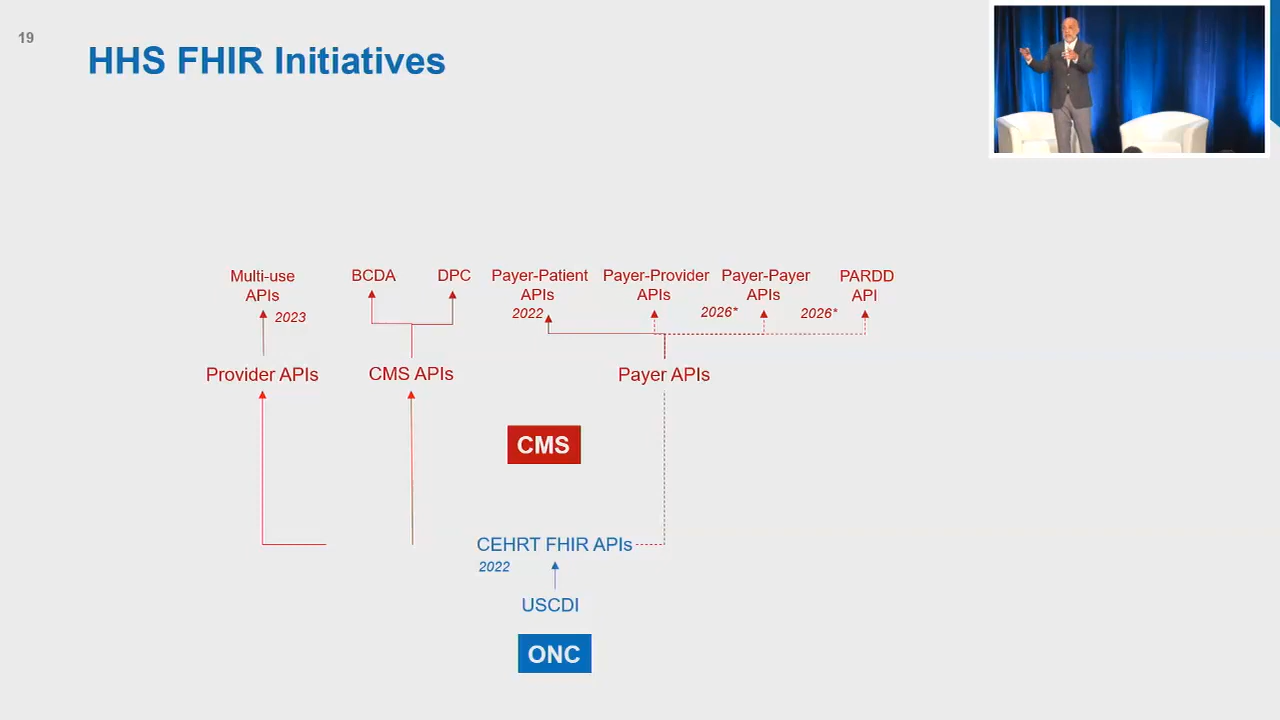 19
HHS FHIR Initiatives
Multi-use
APIs
2023
BCDA
DPC
Payer-Patient
APIs
2022
Payer-Provider
APIs
Payer-Payer
APIs
2026*
PARDD
API
2026*
Provider APIs
CMS APIs
Payer APIs
CMS
CEHRT FHIR APIs
2022
USCDI
ONC